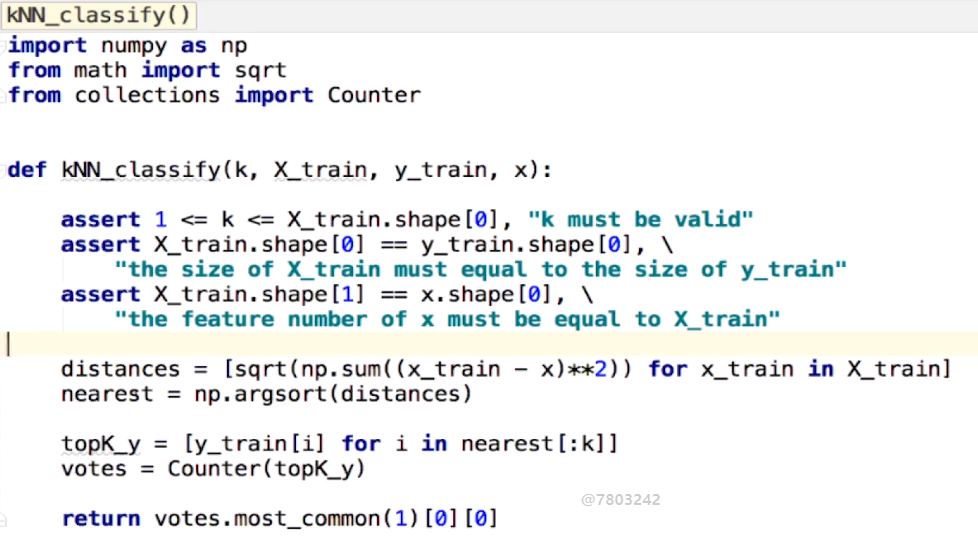 kNN_classify()
import numpy as np
from math import sqrt
from collections import Counter
def kNN_classify(k, X_train, y_train, x):
    assert 1 <= k <= X_train.shape[0], "k must be valid"
    assert X_train.shape[0] == y_train.shape[0], \
        "the size of X_train must equal to the size of y_train"
    assert X_train.shape[1] == x.shape[0], \
        "the feature number of x must be equal to X_train"
    distances = [sqrt(np.sum((x_train - x)**2)) for x_train in X_train]
    nearest = np.argsort(distances)
    topK_y = [y_train[i] for i in nearest[:k]]
    votes = Counter(topK_y)
@7803242
    return votes.most_common(1)[0][0]